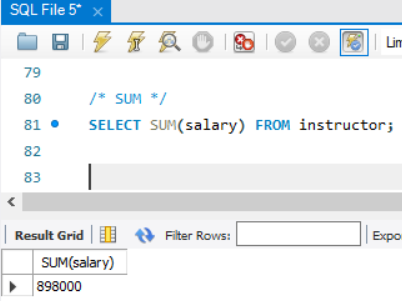 SQL File 5*
Lim
79
80 /* SUM */
81 SELECT SUM(salary) FROM instructor;
82
83
Result Grid Filter Rows: Expo
SUM(salary)
898000